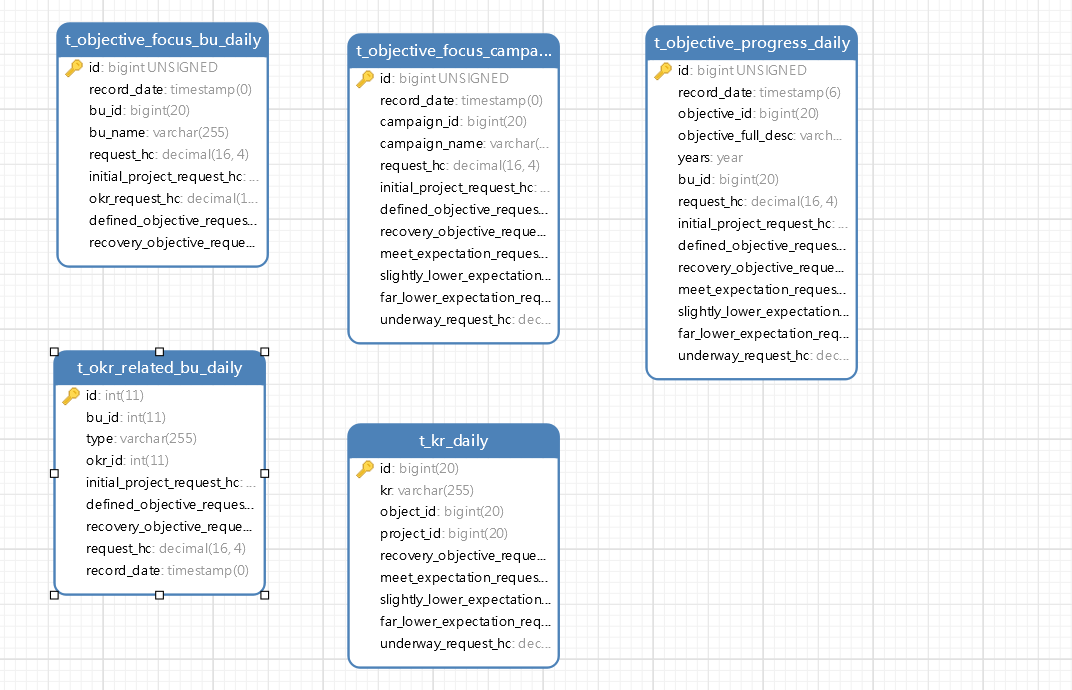 t_objective_focus_bu_daily
id: bigint UNSIGNED
record_date: timestamp(0)
bu_id: bigint(20)
bu_name: varchar(255)
request_hc: decimal(16, 4)
initial_project_request_hc: ...
okr_request_hc: decimal(1...
defined_objective_reques...
recovery_objective_reque...
t_objective_focus_campa...
id: bigint UNSIGNED
record_date: timestamp(0)
campaign_id: bigint(20)
campaign_name: varchar(...
request_hc: decimal(16, 4)
initial_project_request_hc: ...
defined_objective_reques...
recovery_objective_reque...
meet_expectation_reques...
slightly_lower_expectation...
far_lower_expectation_req...
underway_request_hc: dec...
t_objective_progress_daily
id: bigint UNSIGNED
record_date: timestamp(6)
objective_id: bigint(20)
objective_full_desc: varch...
years: year
bu_id: bigint(20)
request_hc: decimal(16, 4)
initial_project_request_hc: ...
defined_objective_reques...
recovery_objective_reque...
meet_expectation_reques...
slightly_lower_expectation...
far_lower_expectation_req...
underway_request_hc: dec...
t_okr_related_bu_daily
id: int(11)
bu_id: int(11)
type: varchar(255)
okr_id: int(11)
initial_project_request_hc: ...
defined_objective_reques...
recovery_objective_reque...
request_hc: decimal(16, 4)
record_date: timestamp(0)
t_kr_daily
id: bigint(20)
kr: varchar(255)
object_id: bigint(20)
project_id: bigint(20)
recovery_objective_reque...
meet_expectation_reques...
slightly_lower_expectation...
far_lower_expectation_req...
underway_request_hc: dec...